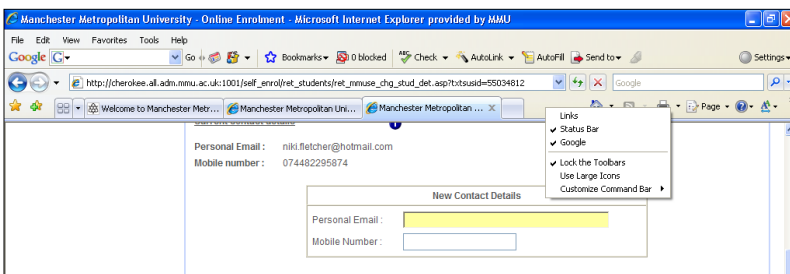 Manchester Metropolitan University - Online Enrolment - Microsoft Internet Explorer provided by MMU
File Edit View Favorites Tools Help
Google G Go Bookmarks 0 blocked Check AutoLink AutoFill Send to Settings
http://cherokee.all.adm.mmu.ac.uk:1001/self_enrol/ret_students/ret_mmuse_chg_stud_det.asp?txtsusid=55034812 Google
Welcome to Manchester Metr... Manchester Metropolitan Uni... Manchester Metropolitan ... X Page
Links
Status Bar
Google
Lock the Toolbars
Use Large Icons
Customize Command Bar
Current contact details
Personal Email : niki.fletcher@hotmail.com
Mobile number : 074482295874
New Contact Details
Personal Email :
Mobile Number :